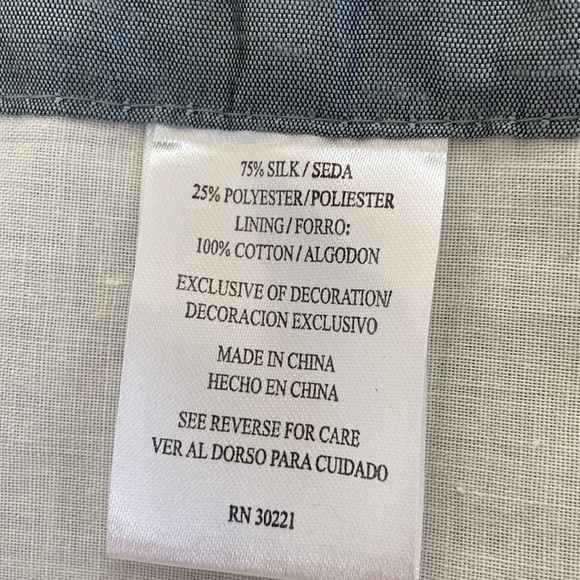 75% SILK / SEDA
25% POLYESTER/POLIESTER
LINING / FORRO:
100% COTTON / ALGODON
EXCLUSIVE OF DECORATION/
DECORACION EXCLUSIVO
MADE IN CHINA
HECHO EN CHINA
SEE REVERSE FOR CARE
VER AL DORSO PARA CUIDADO
RN 30221